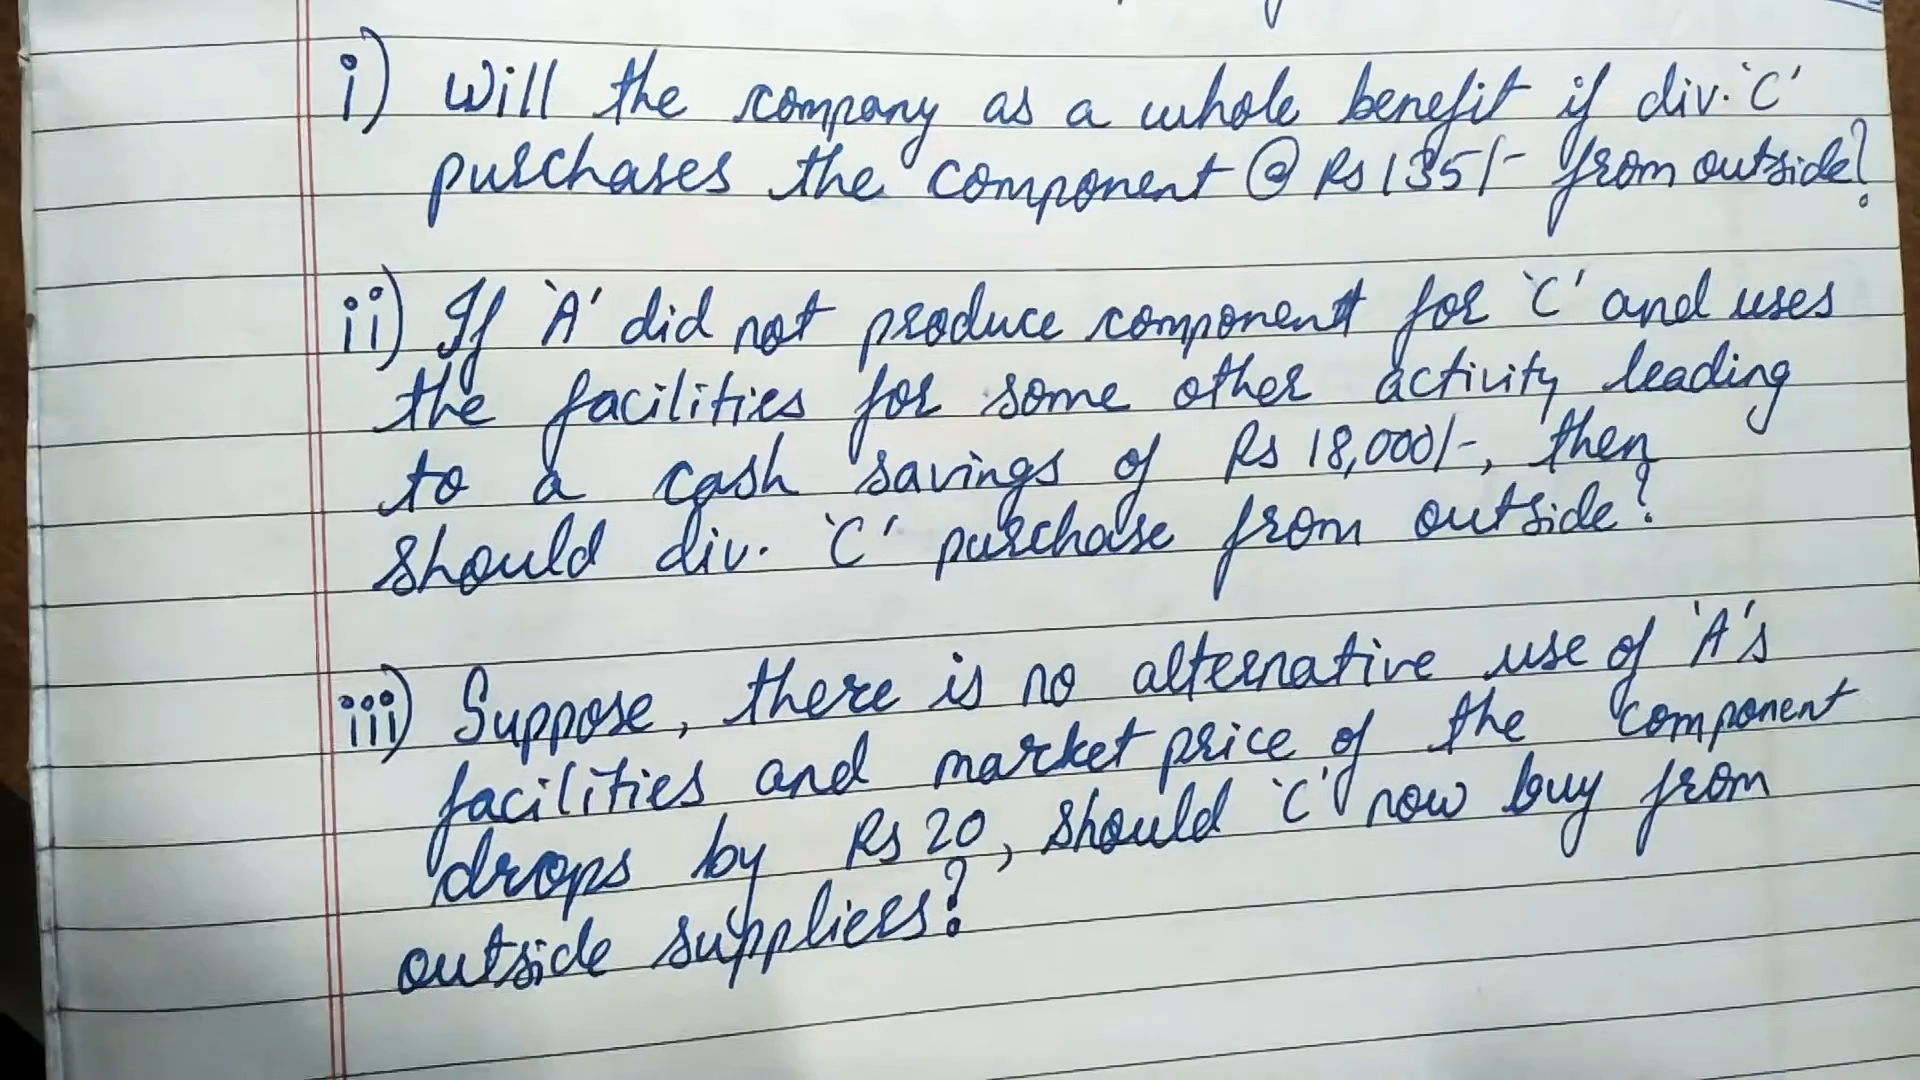 i) Will the company as a whole benefit if div. 'C'
purchases the component @ Rs 135/- from outside?
ii) If 'A' did not produce component for 'C' and uses
the facilities for some other activity leading
to a cash savings of Rs 18,000/-, then
should div. 'C' purchase from outside?
iii) Suppose, there is no alternative use of 'A's
facilities and market price of the component
drops by Rs 20, should 'C' now buy from
outside suppliers?